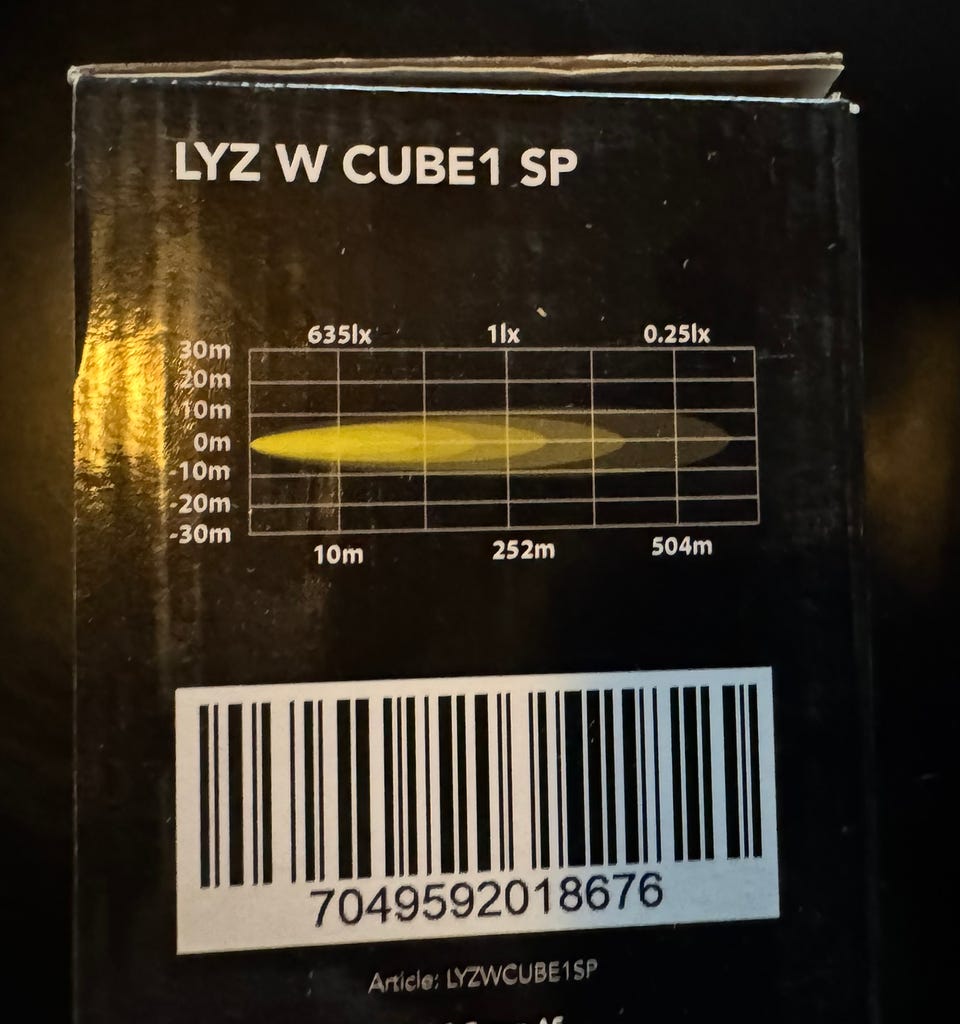 LYZ W CUBE1 SP
635lx 1lx 0.25lx
30m
20m
10m
0m
-10m
-20m
-30m
10m 252m 504m
7049592018676
Article: LYZWCUBE1SP